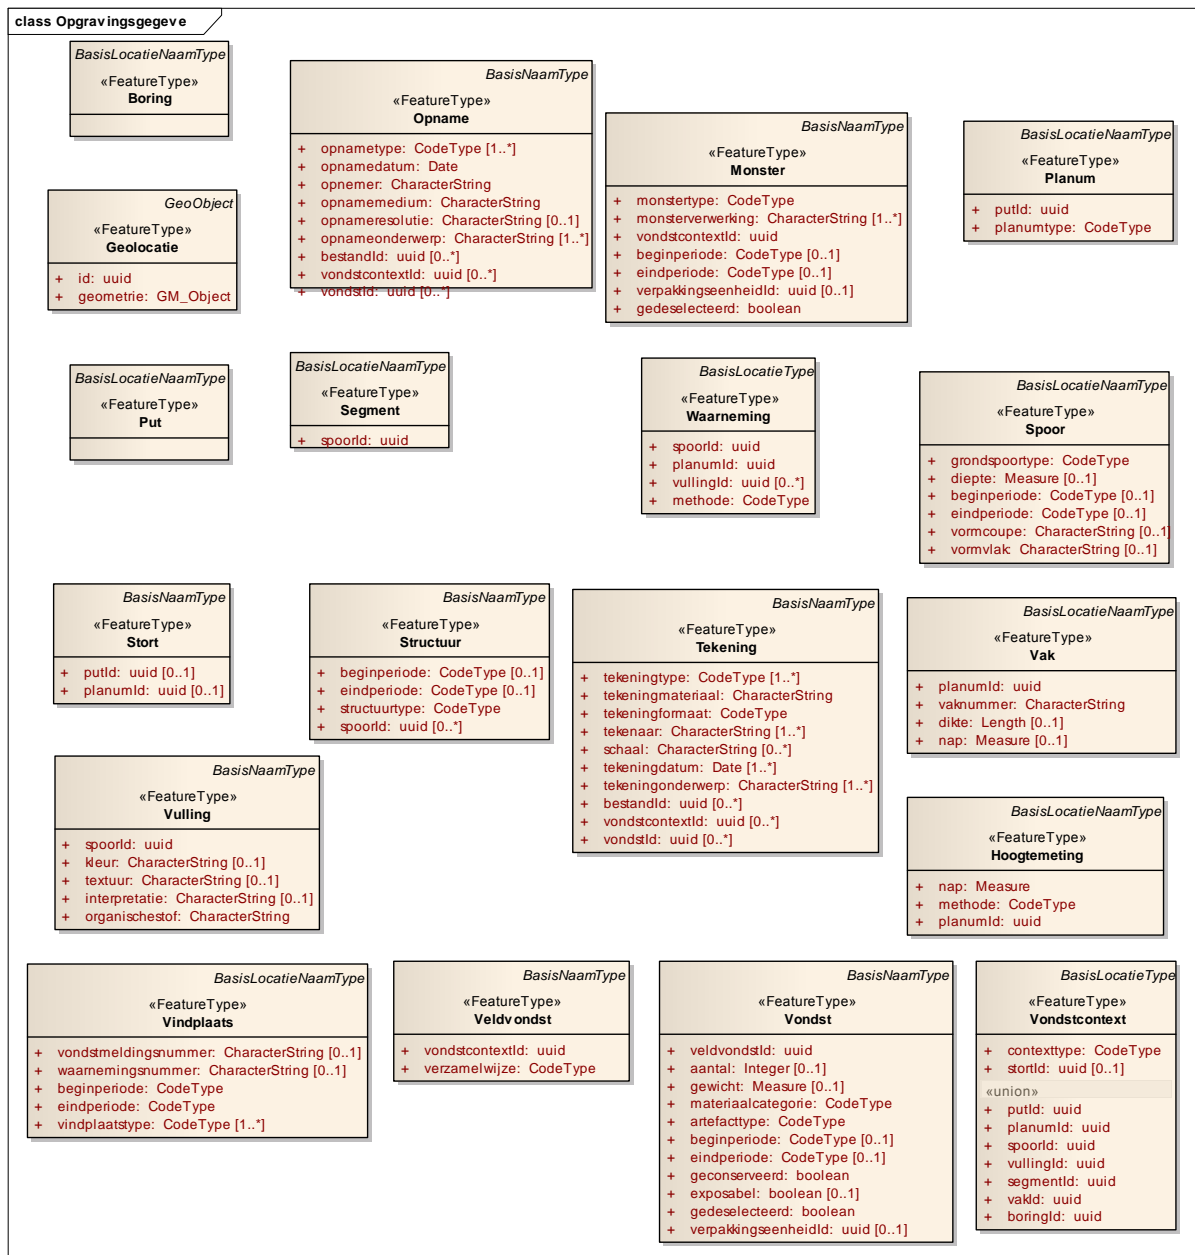 class Opgravingsgegeve
BasisLocatieNaamType
«FeatureType»
Boring
BasisNaamType
«FeatureType»
Opname
+ opnametype: CodeType [1..*]
+ opnamedatum: Date
+ opnemer: CharacterString
+ opnamemedium: CharacterString
+ opnameresolutie: CharacterString [0..1]
+ opnameonderwerp: CharacterString [1..*]
+ bestandId: uuid [0..*]
+ vondstcontextId: uuid [0..*]
+ vondstId: uuid [0..*]
BasisNaamType
«FeatureType»
Monster
+ monstertype: CodeType
+ monsterverwerking: CharacterString [1..*]
+ vondstcontextId: uuid
+ beginperiode: CodeType [0..1]
+ eindperiode: CodeType [0..1]
+ verpakkingseenheidId: uuid [0..1]
+ gedeselecteerd: boolean
BasisLocatieNaamType
«FeatureType»
Planum
+ putId: uuid
+ planumtype: CodeType
GeoObject
«FeatureType»
Geolocatie
+ id: uuid
+ geometrie: GM_Object
BasisLocatieNaamType
«FeatureType»
Put
BasisLocatieNaamType
«FeatureType»
Segment
+ spoorId: uuid
BasisLocatieType
«FeatureType»
Waarneming
+ spoorId: uuid
+ planumId: uuid
+ vullingId: uuid [0..*]
+ methode: CodeType
BasisLocatieNaamType
«FeatureType»
Spoor
+ grondspoortype: CodeType
+ diepte: Measure [0..1]
+ beginperiode: CodeType [0..1]
+ eindperiode: CodeType [0..1]
+ vormcoupe: CharacterString [0..1]
+ vormvlak: CharacterString [0..1]
BasisNaamType
«FeatureType»
Stort
+ putId: uuid [0..1]
+ planumId: uuid [0..1]
BasisNaamType
«FeatureType»
Structuur
+ beginperiode: CodeType [0..1]
+ eindperiode: CodeType [0..1]
+ structuurtype: CodeType
+ spoorId: uuid [0..*]
BasisNaamType
«FeatureType»
Tekening
+ tekeningtype: CodeType [1..*]
+ tekeningmateriaal: CharacterString
+ tekeningformaat: CodeType
+ tekenaar: CharacterString [1..*]
+ schaal: CharacterString [0..*]
+ tekeningdatum: Date [1..*]
+ tekeningonderwerp: CharacterString [1..*]
+ bestandId: uuid [0..*]
+ vondstcontextId: uuid [0..*]
+ vondstId: uuid [0..*]
BasisLocatieNaamType
«FeatureType»
Vak
+ planumId: uuid
+ vaknummer: CharacterString
+ dikte: Length [0..1]
+ nap: Measure [0..1]
BasisNaamType
«FeatureType»
Vulling
+ spoorId: uuid
+ kleur: CharacterString [0..1]
+ textuur: CharacterString [0..1]
+ interpretatie: CharacterString [0..1]
+ organischestof: CharacterString
BasisLocatieNaamType
«FeatureType»
Hoogtemeting
+ nap: Measure
+ methode: CodeType
+ planumId: uuid
BasisLocatieNaamType
«FeatureType»
Vindplaats
+ vondstmeldingsnummer: CharacterString [0..1]
+ waarnemingsnummer: CharacterString [0..1]
+ beginperiode: CodeType
+ eindperiode: CodeType
+ vindplaatstype: CodeType [1..*]
BasisNaamType
«FeatureType»
Veldvondst
+ vondstcontextId: uuid
+ verzamelwijze: CodeType
BasisNaamType
«FeatureType»
Vondst
+ veldvondstId: uuid
+ aantal: Integer [0..1]
+ gewicht: Measure [0..1]
+ materiaalcategorie: CodeType
+ artefacttype: CodeType
+ beginperiode: CodeType [0..1]
+ eindperiode: CodeType [0..1]
+ geconserveerd: boolean
+ exposabel: boolean [0..1]
+ gedeselecteerd: boolean
+ verpakkingseenheidId: uuid [0..1]
BasisLocatieType
«FeatureType»
Vondstcontext
+ contexttype: CodeType
+ stortId: uuid [0..1]
«union»
+ putId: uuid
+ planumId: uuid
+ spoorId: uuid
+ vullingId: uuid
+ segmentId: uuid
+ vakId: uuid
+ boringId: uuid